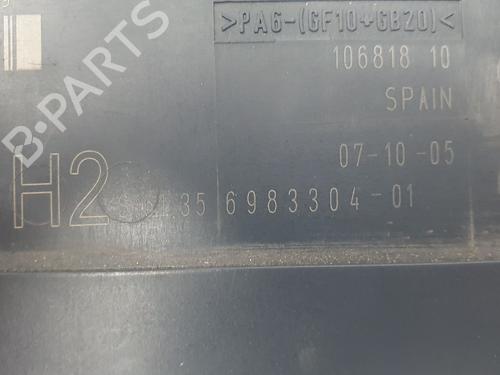 >PA6-(GF10+GB20)<
106818 10
SPAIN
07-10-05
H2 35 6983304-01
B-PARTS